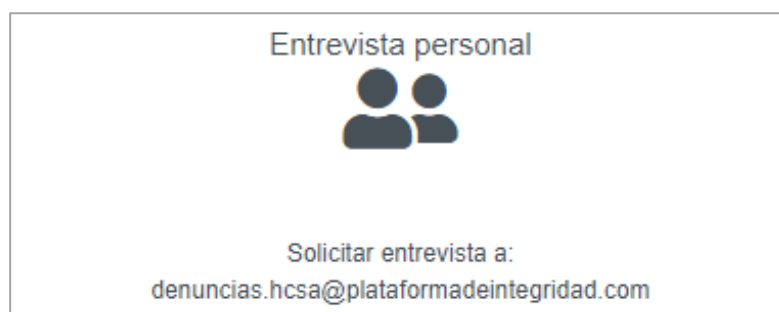 Entrevista personal
Solicitar entrevista a:
denuncias.hcsa@plataformadeintegridad.com